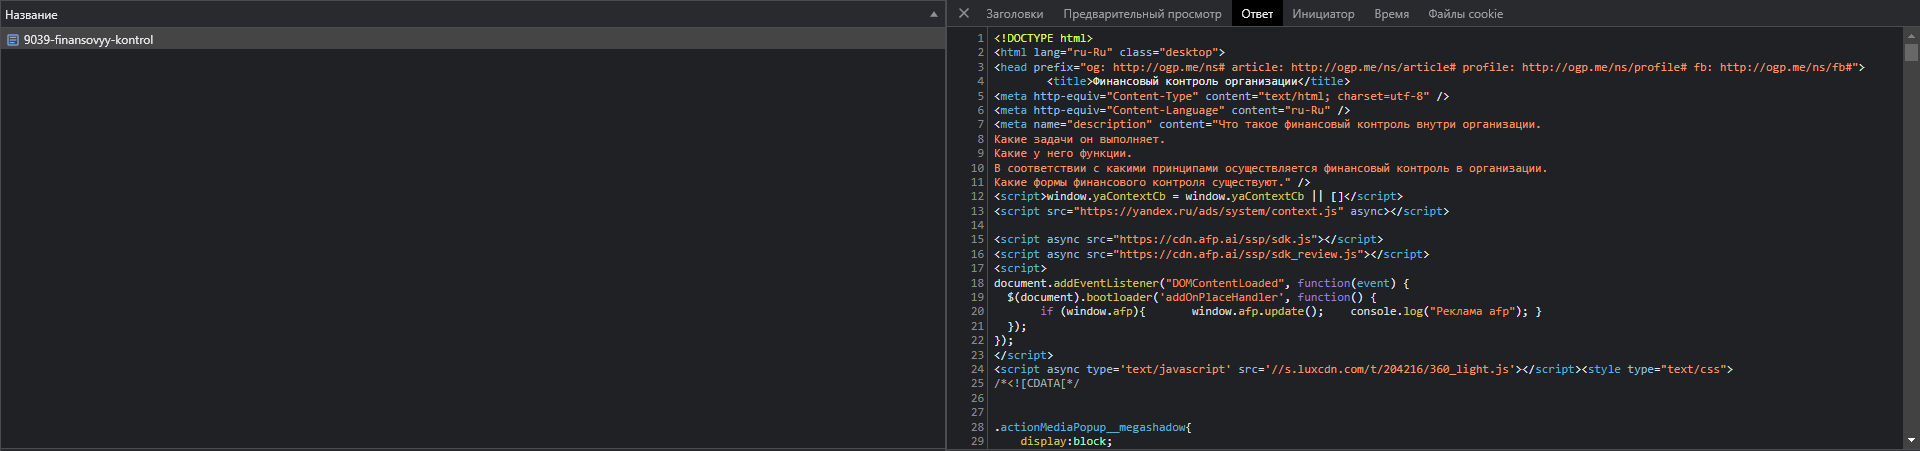 Название
9039-finansovyy-kontrol
Заголовки Предварительный просмотр Ответ Инициатор Время Файлы cookie
1 <!DOCTYPE html>
2 <html lang="ru-Ru" class="desktop">
3 <head prefix="og: http://ogp.me/ns# article: http://ogp.me/ns/article# profile: http://ogp.me/ns/profile# fb: http://ogp.me/ns/fb#">
4 <title>Финансовый контроль организации</title>
5 <meta http-equiv="Content-Type" content="text/html; charset=utf-8" />
6 <meta http-equiv="Content-Language" content="ru-Ru" />
7 <meta name="description" content="Что такое финансовый контроль внутри организации.
8 Какие задачи он выполняет.
9 Какие у него функции.
10 В соответствии с какими принципами осуществляется финансовый контроль в организации.
11 Какие формы финансового контроля существуют." />
12 <script>window.yaContextCb = window.yaContextCb || []</script>
13 <script src="https://yandex.ru/ads/system/context.js" async></script>
14
15 <script async src="https://cdn.afp.ai/ssp/sdk.js"></script>
16 <script async src="https://cdn.afp.ai/ssp/sdk_review.js"></script>
17 <script>
18 document.addEventListener("DOMContentLoaded", function(event) {
19 $(document).bootloader('addOnPlaceHandler', function() {
20 if (window.afp){ window.afp.update(); console.log("Реклама afp"); }
21 });
22 });
23 </script>
24 <script async type='text/javascript' src='//s.luxcdn.com/t/204216/360_light.js'></script><style type="text/css">
25 /*<![CDATA[*/
26
27
28 .actionMediaPopup__megashadow{
29 display:block;